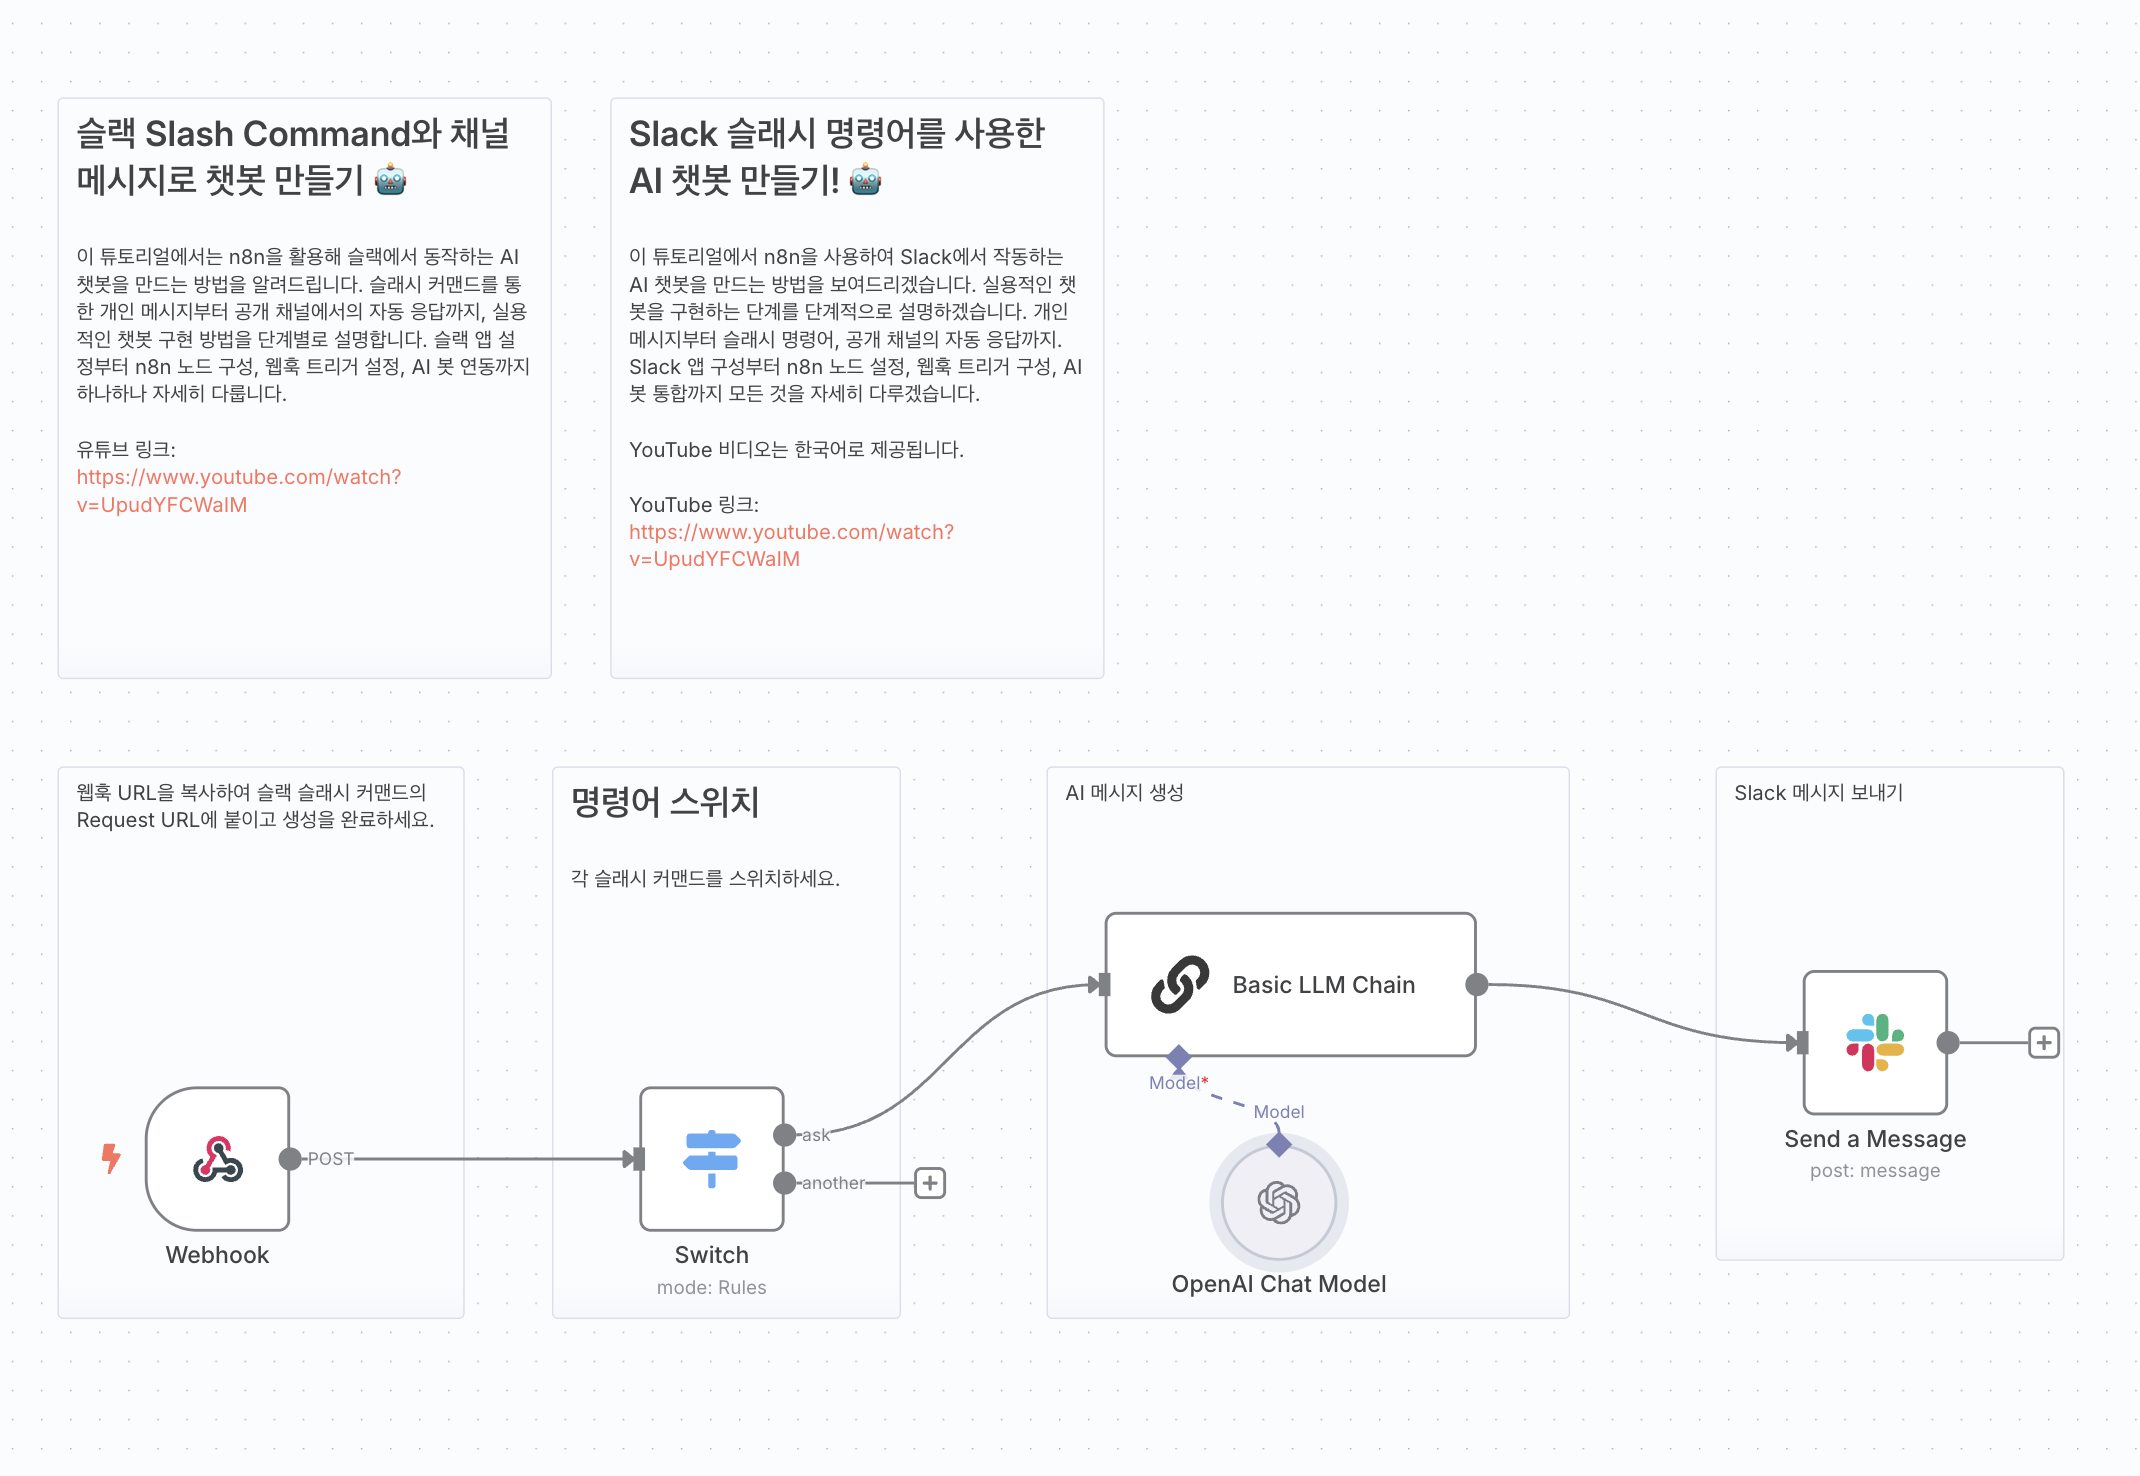 슬랙 Slash Command와 채널
메시지로 챗봇 만들기 🤖
이 튜토리얼에서는 n8n을 활용해 슬랙에서 동작하는 AI
챗봇을 만드는 방법을 알려드립니다. 슬래시 커맨드를 통
한 개인 메시지부터 공개 채널에서의 자동 응답까지, 실용
적인 챗봇 구현 방법을 단계별로 설명합니다. 슬랙 앱 설
정부터 n8n 노드 구성, 웹훅 트리거 설정, AI 봇 연동까지
하나하나 자세히 다룹니다.
유튜브 링크:
https://www.youtube.com/watch?
v=UpudYFCWaIM
Slack 슬래시 명령어를 사용한
AI 챗봇 만들기! 🤖
이 튜토리얼에서 n8n을 사용하여 Slack에서 작동하는
AI 챗봇을 만드는 방법을 보여드리겠습니다. 실용적인 챗
봇을 구현하는 단계를 단계적으로 설명하겠습니다. 개인
메시지부터 슬래시 명령어, 공개 채널의 자동 응답까지.
Slack 앱 구성부터 n8n 노드 설정, 웹훅 트리거 구성, AI
봇 통합까지 모든 것을 자세히 다루겠습니다.
YouTube 비디오는 한국어로 제공됩니다.
YouTube 링크:
https://www.youtube.com/watch?
v=UpudYFCWaIM
웹훅 URL을 복사하여 슬랙 슬래시 커맨드의
Request URL에 붙이고 생성을 완료하세요.
POST
Webhook
명령어 스위치
각 슬래시 커맨드를 스위치하세요.
ask
another
Switch
mode: Rules
AI 메시지 생성
Basic LLM Chain
Model*
Model
OpenAI Chat Model
Slack 메시지 보내기
Send a Message
post: message